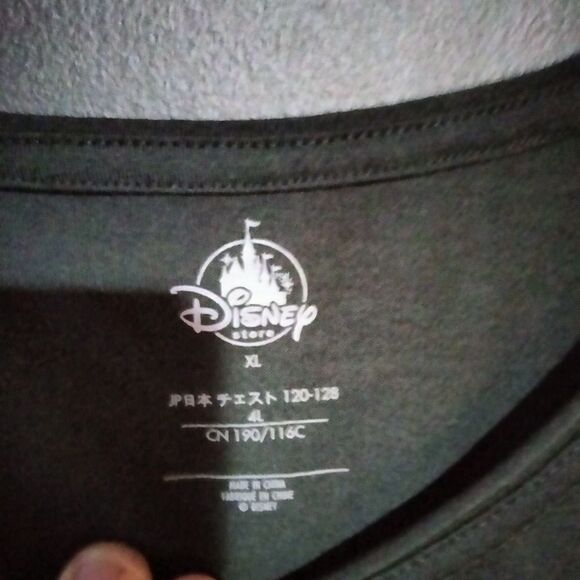 Disney
store
XL
JP日本 チェスト 120-128
4L
CN 190/116C
MADE IN CHINA
FABRIQUÉ EN CHINE
© DISNEY